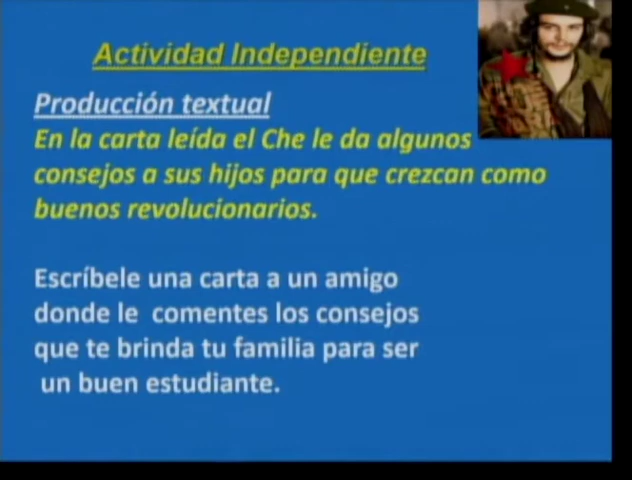 Actividad Independiente
Producción textual
En la carta leída el Che le da algunos
consejos a sus hijos para que crezcan como
buenos revolucionarios.
Escríbele una carta a un amigo
donde le comentes los consejos
que te brinda tu familia para ser
un buen estudiante.